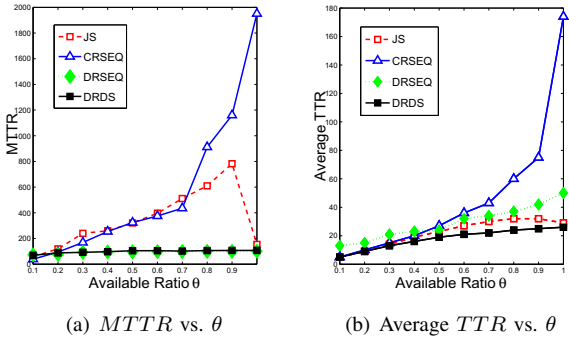 2000
1800
1600
1400
1200
1000
800
600
400
200
0
MTTR
JS
CRSEQ
DRSEQ
DRDS
0.1 0.2 0.3 0.4 0.5 0.6 0.7 0.8 0.9
Available Ratio θ
(a) MTTR vs. θ
180
160
140
120
100
80
60
40
20
0
Average TTR
JS
CRSEQ
DRSEQ
DRDS
0.1 0.2 0.3 0.4 0.5 0.6 0.7 0.8 0.9 1
Available Ratio θ
(b) Average TTR vs. θ